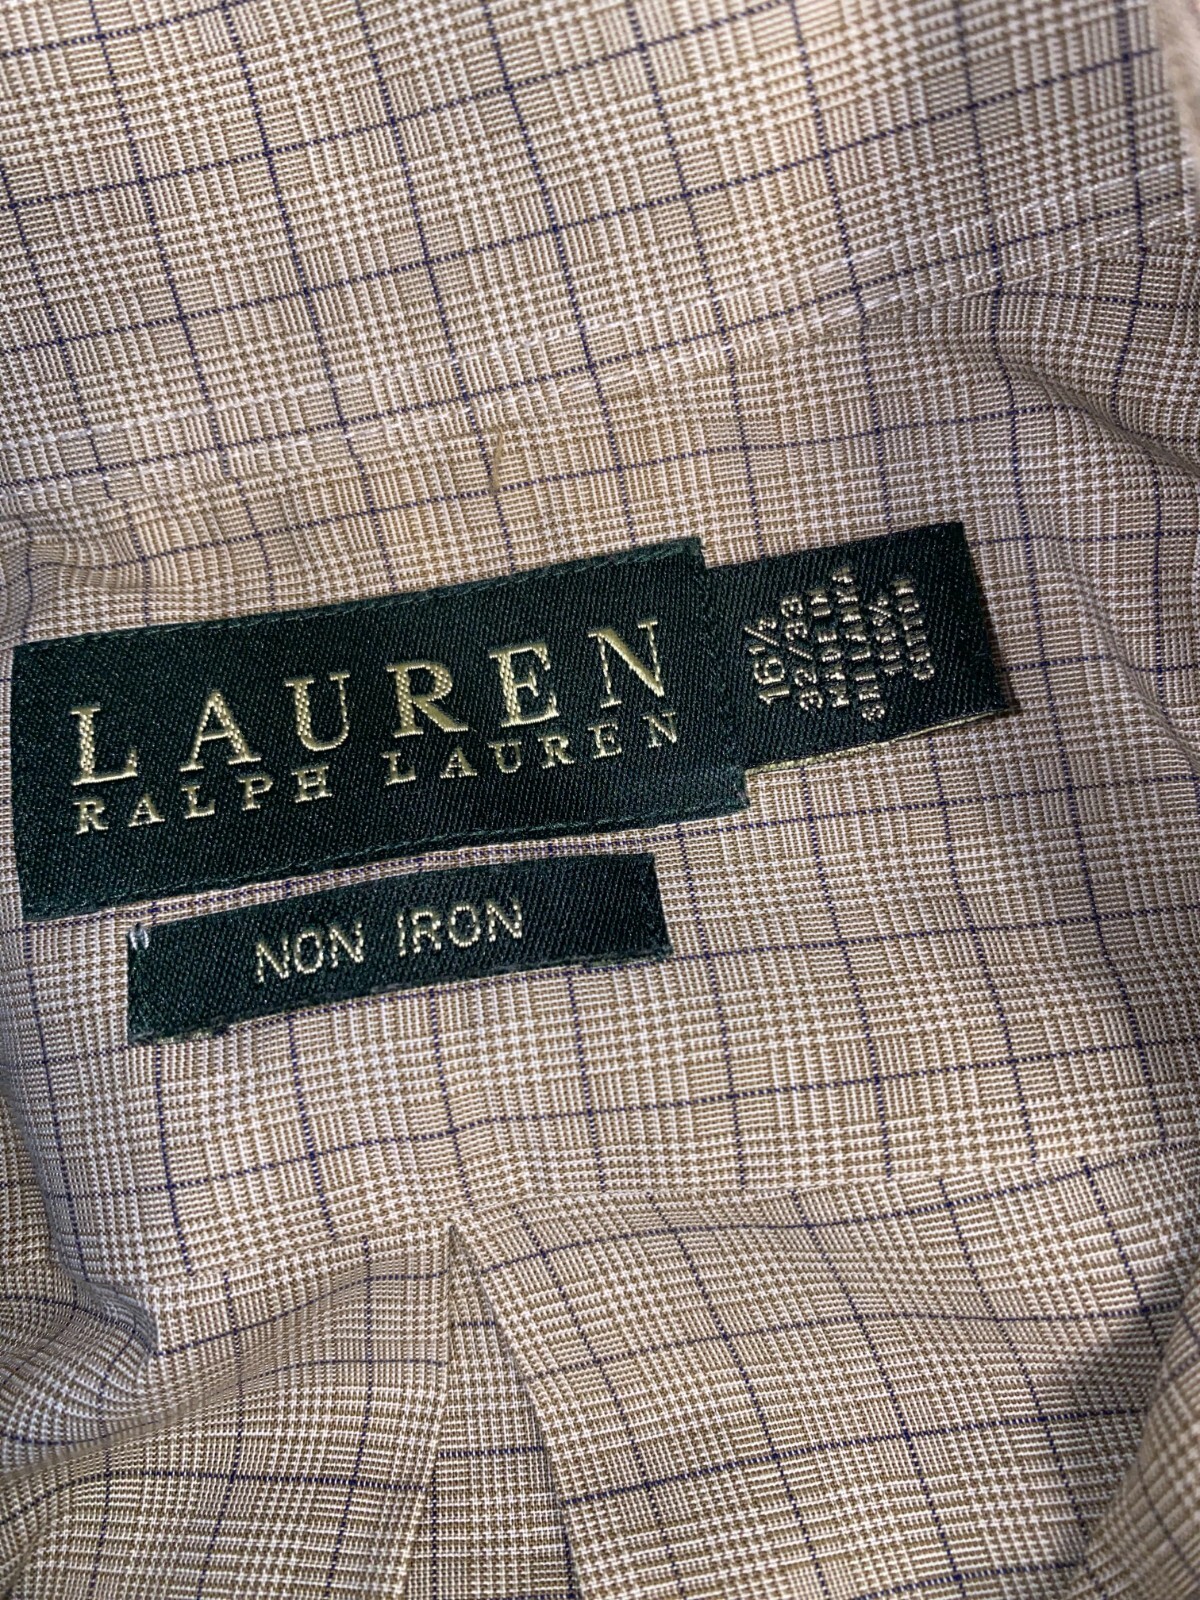 LAUREN
RALPH LAUREN
16½
32/33
MADE IN
SRI LANKA
100%
COTTON
NON IRON